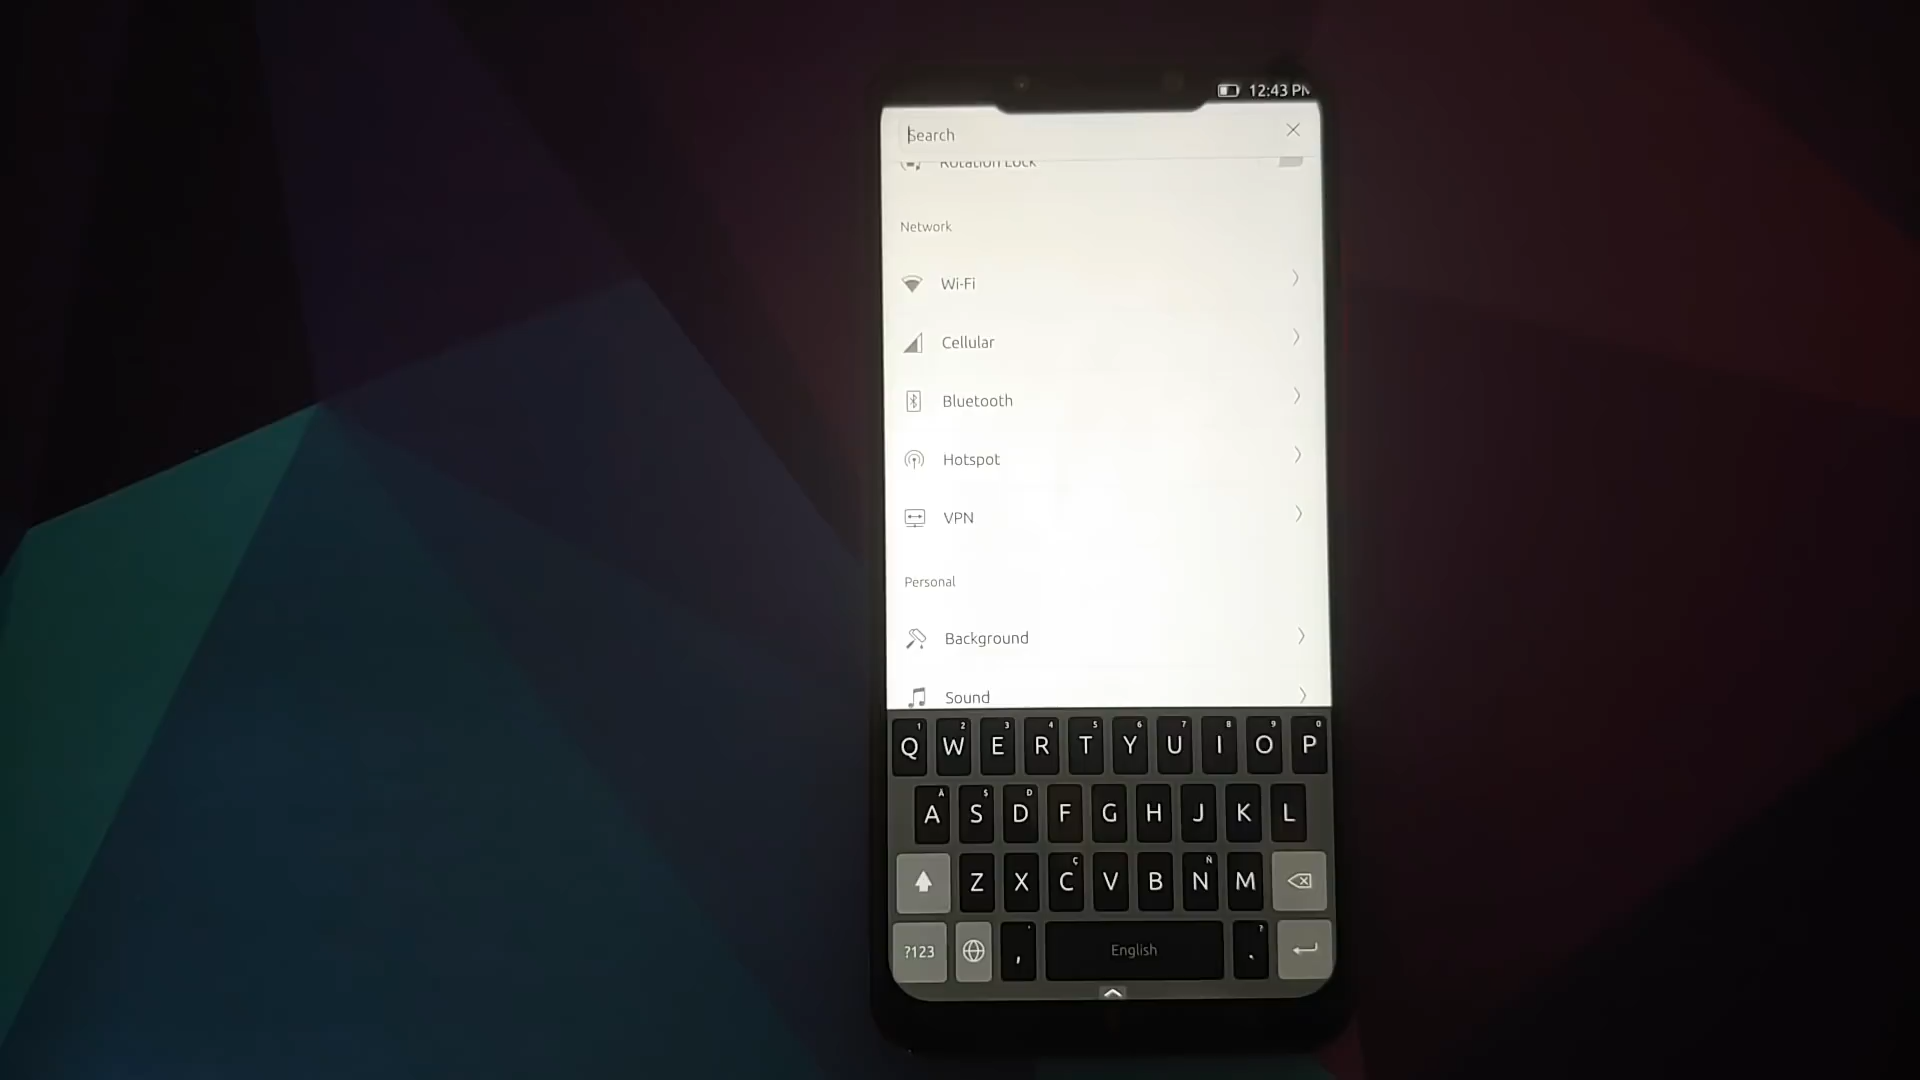 12:43 PM
Search
Rotation Lock
Network
Wi-Fi
Cellular
Bluetooth
Hotspot
VPN
Personal
Background
Sound
1 2 3 4 5 6 7 8 9 0
Q W E R T Y U I O P
À $ D
A S D F G H J K L
Ç Ñ
Z X C V B N M
' ?
?123 , English .